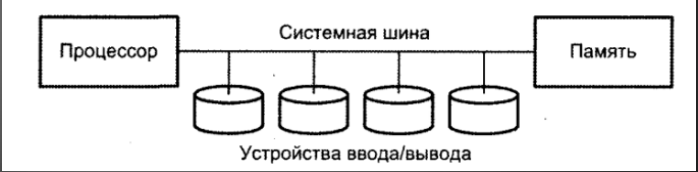 Системная шина
Процессор
Память
Устройства ввода/вывода